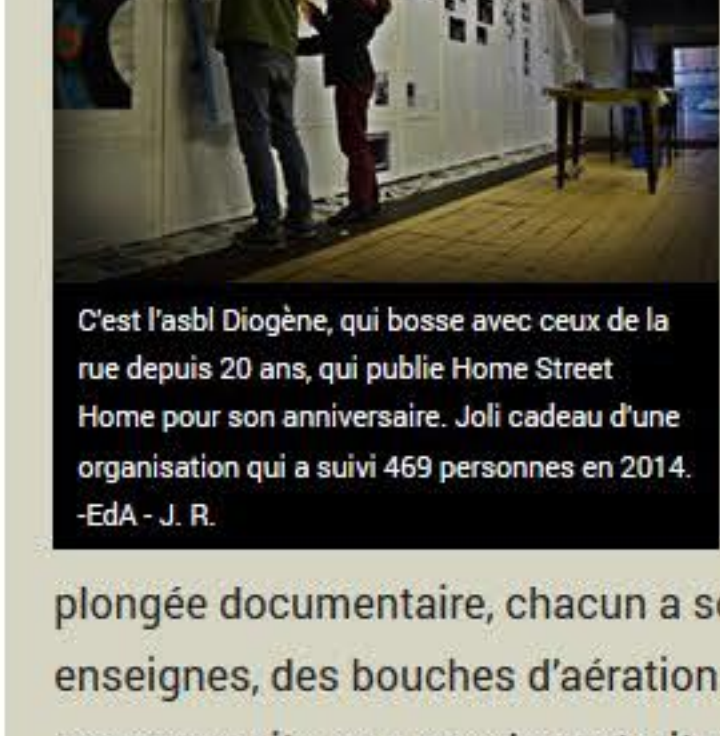 C'est l'asbl Diogène, qui bosse avec ceux de la
rue depuis 20 ans, qui publie Home Street
Home pour son anniversaire. Joli cadeau d'une
organisation qui a suivi 469 personnes en 2014.
-EdA - J. R.
plongée documentaire, chacun a
enseignes, des bouches d'aération